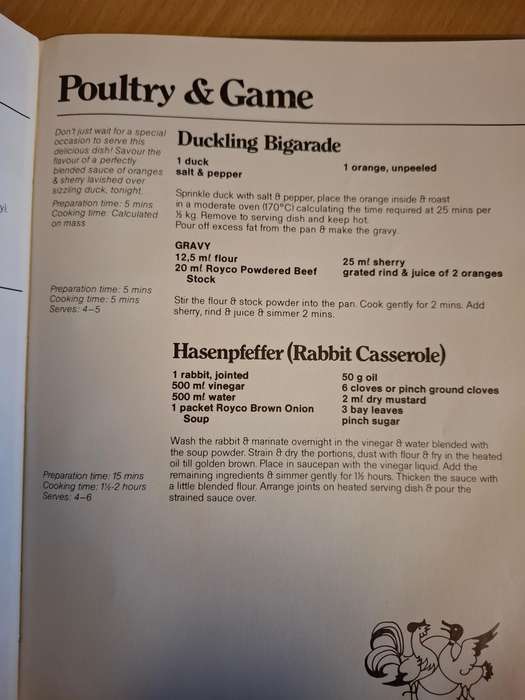 Poultry & Game
Don't just wait for a special
occasion to serve this
delicious dish! Savour the
flavour of a perfectly
blended sauce of oranges
& sherry lavished over
sizzling duck, tonight.
Preparation time: 5 mins
Cooking time: Calculated
on mass
Duckling Bigarade
1 duck
salt & pepper
1 orange, unpeeled
Sprinkle duck with salt & pepper, place the orange inside & roast
in a moderate oven (170°C) calculating the time required at 25 mins per
½ kg. Remove to serving dish and keep hot.
Pour off excess fat from the pan & make the gravy.
GRAVY
12,5 mℓ flour
20 mℓ Royco Powdered Beef
Stock
25 mℓ sherry
grated rind & juice of 2 oranges
Preparation time: 5 mins
Cooking time: 5 mins
Serves: 4–5
Stir the flour & stock powder into the pan. Cook gently for 2 mins. Add
sherry, rind & juice & simmer 2 mins.
Hasenpfeffer (Rabbit Casserole)
1 rabbit, jointed
500 mℓ vinegar
500 mℓ water
1 packet Royco Brown Onion
Soup
50 g oil
6 cloves or pinch ground cloves
2 mℓ dry mustard
3 bay leaves
pinch sugar
Wash the rabbit & marinate overnight in the vinegar & water blended with
the soup powder. Strain & dry the portions, dust with flour & fry in the heated
oil till golden brown. Place in saucepan with the vinegar liquid. Add the
remaining ingredients & simmer gently for 1½ hours. Thicken the sauce with
a little blended flour. Arrange joints on heated serving dish & pour the
strained sauce over.
Preparation time: 15 mins
Cooking time: 1½-2 hours
Serves: 4–6